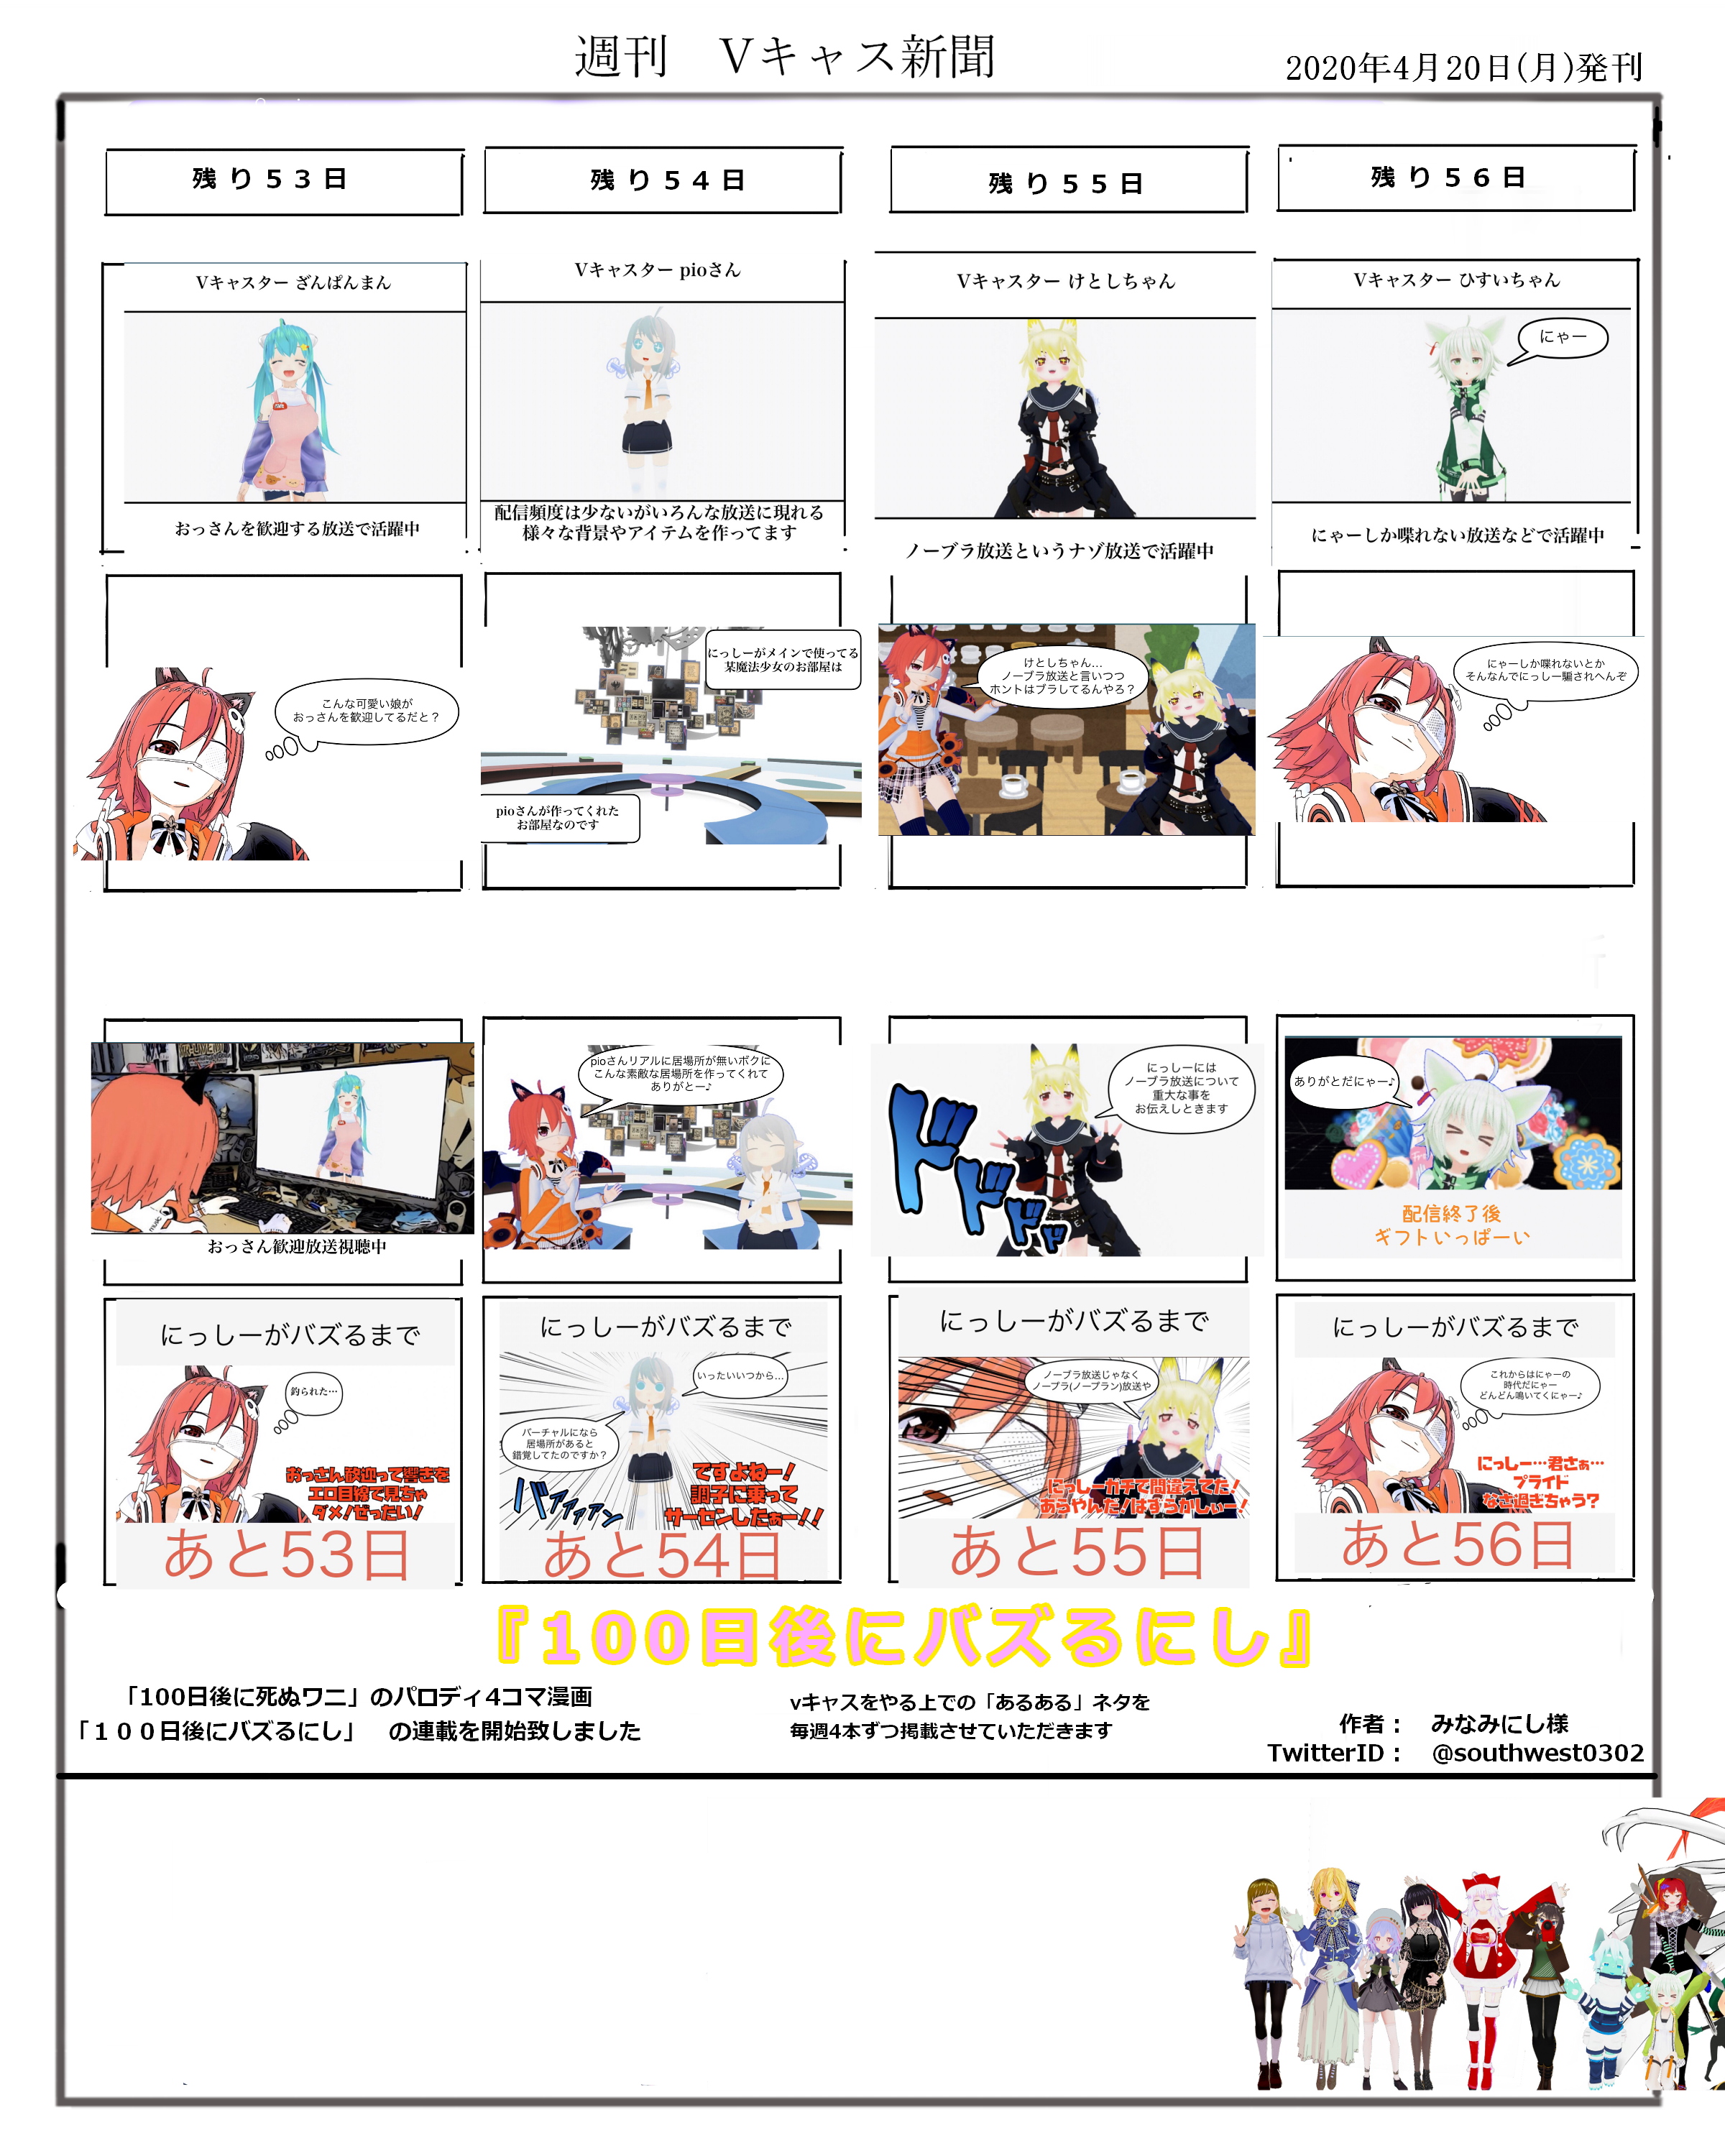 週刊　Vキャス新聞
2020年4月20日(月)発刊
残り５６日
Vキャスター ひすいちゃん
にゃー
にゃーしか喋れない放送などで活躍中
にゃーしか喋れないとか
そんなんでにっしー騙されへんぞ
ありがとだにゃー♪
配信終了後
ギフトいっぱーい
にっしーがバズるまで
これからはにゃーの
時代だにゃー
どんどん鳴いてくにゃー♪
にっしー…君さぁ…
プライド
なさ過ぎちゃう？
あと56日
残り５５日
Vキャスター けとしちゃん
ノーブラ放送というナゾ放送で活躍中
けとしちゃん…
ノーブラ放送と言いつつ
ホントはブラしてるんやろ？
にっしーには
ノーブラ放送について
重大な事を
お伝えしときます
ドドドドド
にっしーがバズるまで
ノーブラ放送じゃなく
ノープラ(ノープラン)放送や
にっしーガチで間違えてた！
あっやんた！はずらかしぃー！
あと55日
残り５４日
Vキャスター pioさん
配信頻度は少ないがいろんな放送に現れる
様々な背景やアイテムを作ってます
にっしーがメインで使ってる
某魔法少女のお部屋は
pioさんが作ってくれた
お部屋なのです
pioさんリアルに居場所が無いボクに
こんな素敵な居場所を作ってくれて
ありがとー♪
にっしーがバズるまで
いったいいつから…
バーチャルになら
居場所があると
錯覚してたのですか？
バァァァァン
ですよねー！
調子に乗って
サーセンしたぁー！！
あと54日
残り５３日
Vキャスター ざんぱんまん
おっさんを歓迎する放送で活躍中
こんな可愛い娘が
おっさんを歓迎してるだと？
おっさん歓迎放送視聴中
にっしーがバズるまで
釣られた…
おっさん歓迎って響きを
エロ目線で見ちゃ
ダメ！ぜったい！
あと53日
『100日後にバズるにし』
「100日後に死ぬワニ」のパロディ4コマ漫画
「１００日後にバズるにし」　の連載を開始致しました
vキャスをやる上での「あるある」ネタを
毎週4本ずつ掲載させていただきます
作者：　みなみにし様
TwitterID：　@southwest0302